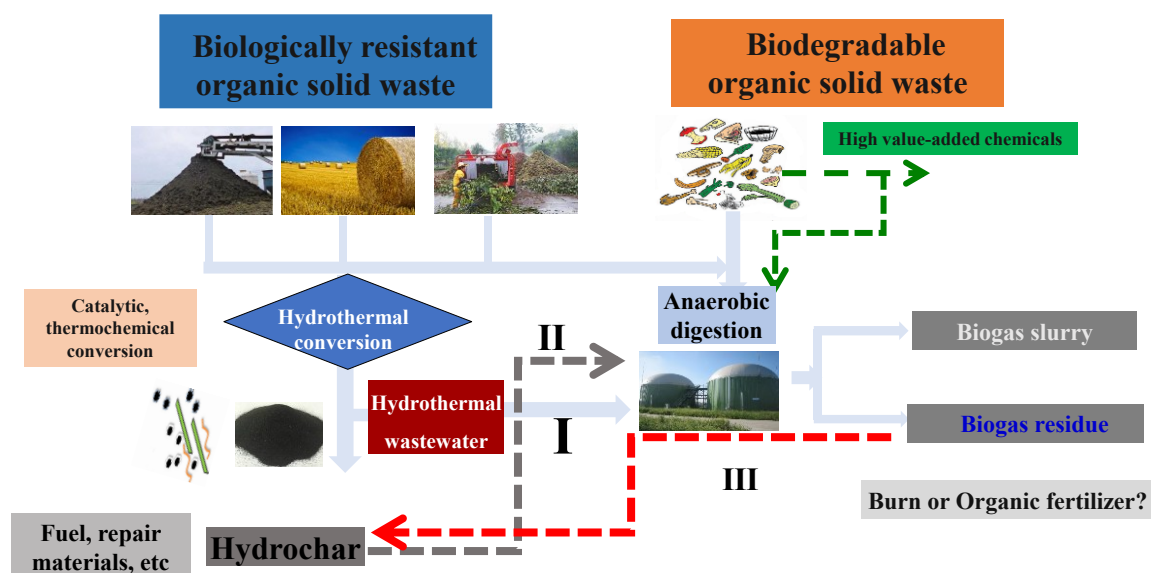 Biologically resistant
organic solid waste
Biodegradable
organic solid waste
High value-added chemicals
Catalytic,
thermochemical
conversion
Hydrothermal
conversion
Anaerobic
digestion
II
Biogas slurry
Hydrothermal
wastewater
I
Biogas residue
III
Burn or Organic fertilizer?
Fuel, repair
materials, etc
Hydrochar